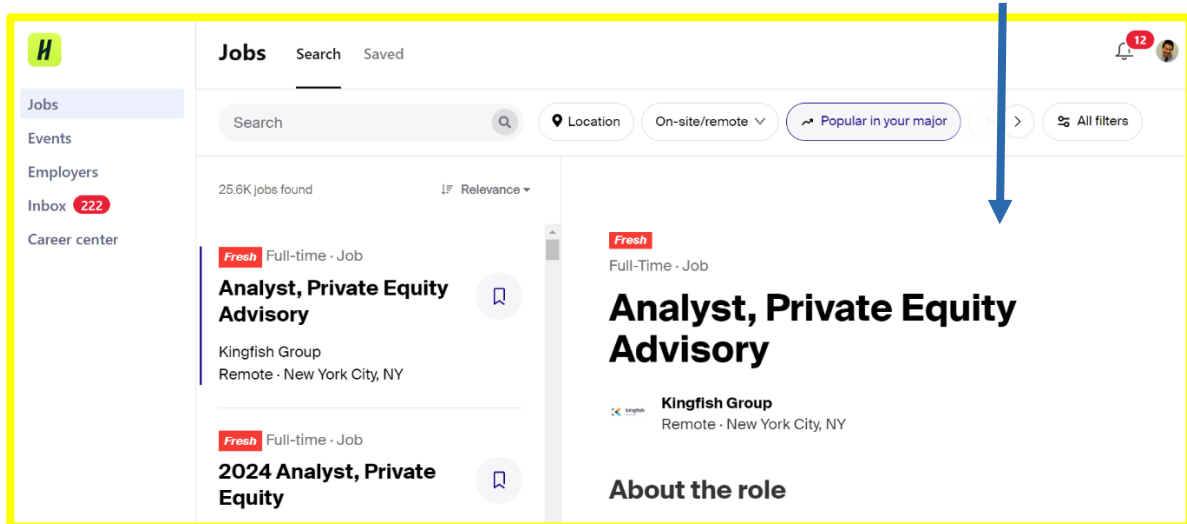 H
Jobs
Events
Employers
Inbox 222
Career center
Jobs Search Saved
12
Search
Location
On-site/remote
Popular in your major
All filters
25.6K jobs found
Relevance
Fresh Full-time · Job
Analyst, Private Equity
Advisory
Kingfish Group
Remote · New York City, NY
Fresh Full-time · Job
2024 Analyst, Private
Equity
Fresh
Full-Time · Job
Analyst, Private Equity
Advisory
kingfish
Kingfish Group
Remote · New York City, NY
About the role